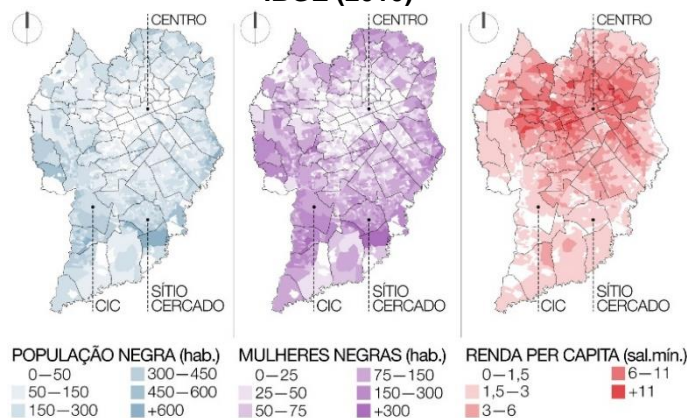 IBGE (2010)
CENTRO
CIC
SÍTIO
CERCADO
CENTRO
CIC
SÍTIO
CERCADO
CENTRO
CIC
SÍTIO
CERCADO
POPULAÇÃO NEGRA (hab.)
0—50
50—150
150—300
300—450
450—600
+600
MULHERES NEGRAS (hab.)
0—25
25—50
50—75
75—150
150—300
+300
RENDA PER CAPITA (sal.mín.)
0—1,5
1,5—3
3—6
6—11
+11